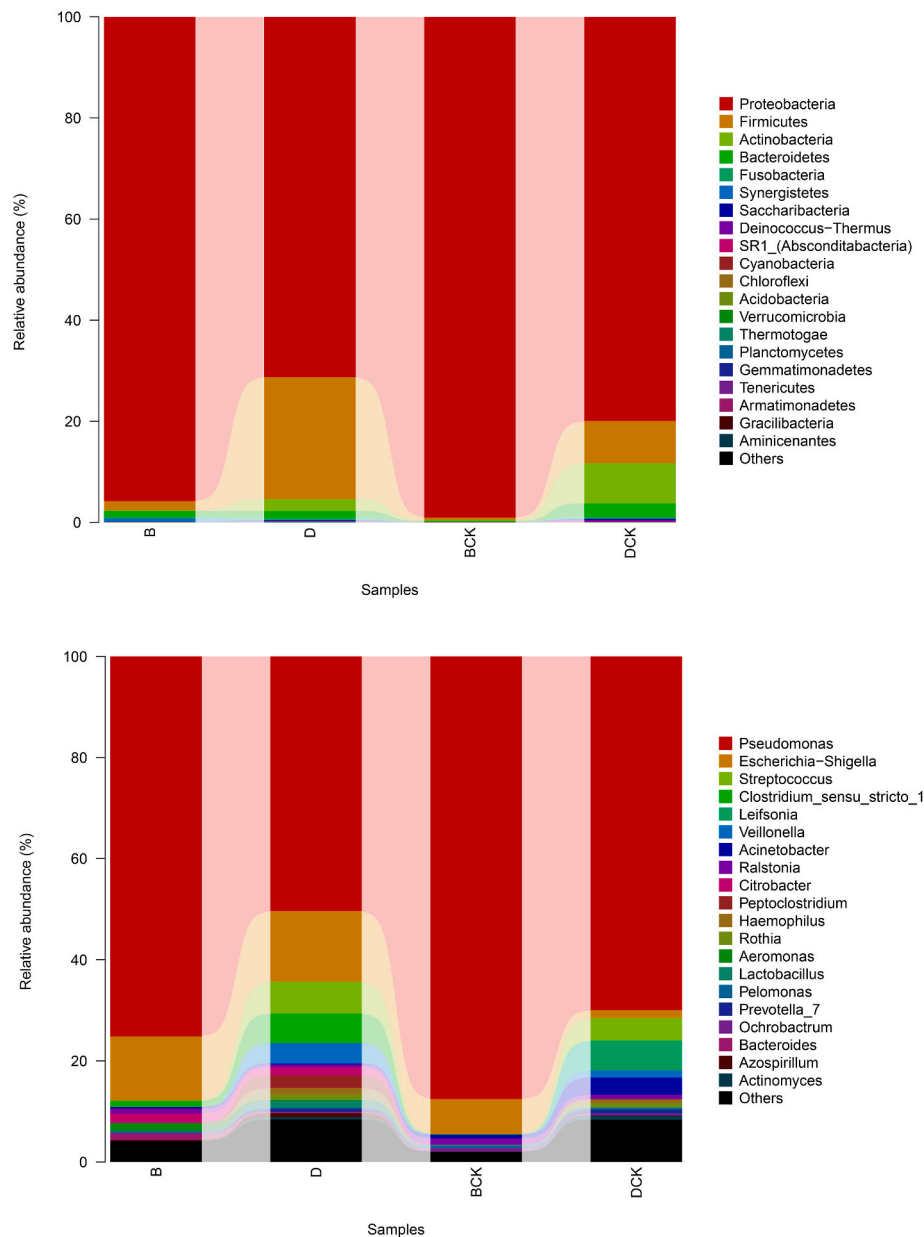 100
80
60
40
20
0
Relative abundance (%)
B
D
BCK
DCK
Samples
Proteobacteria
Firmicutes
Actinobacteria
Bacteroidetes
Fusobacteria
Synergistetes
Saccharibacteria
Deinococcus−Thermus
SR1_(Absconditabacteria)
Cyanobacteria
Chloroflexi
Acidobacteria
Verrucomicrobia
Thermotogae
Planctomycetes
Gemmatimonadetes
Tenericutes
Armatimonadetes
Gracilibacteria
Aminicenantes
Others
100
80
60
40
20
0
Relative abundance (%)
B
D
BCK
DCK
Samples
Pseudomonas
Escherichia−Shigella
Streptococcus
Clostridium_sensu_stricto_1
Leifsonia
Veillonella
Acinetobacter
Ralstonia
Citrobacter
Peptoclostridium
Haemophilus
Rothia
Aeromonas
Lactobacillus
Pelomonas
Prevotella_7
Ochrobactrum
Bacteroides
Azospirillum
Actinomyces
Others